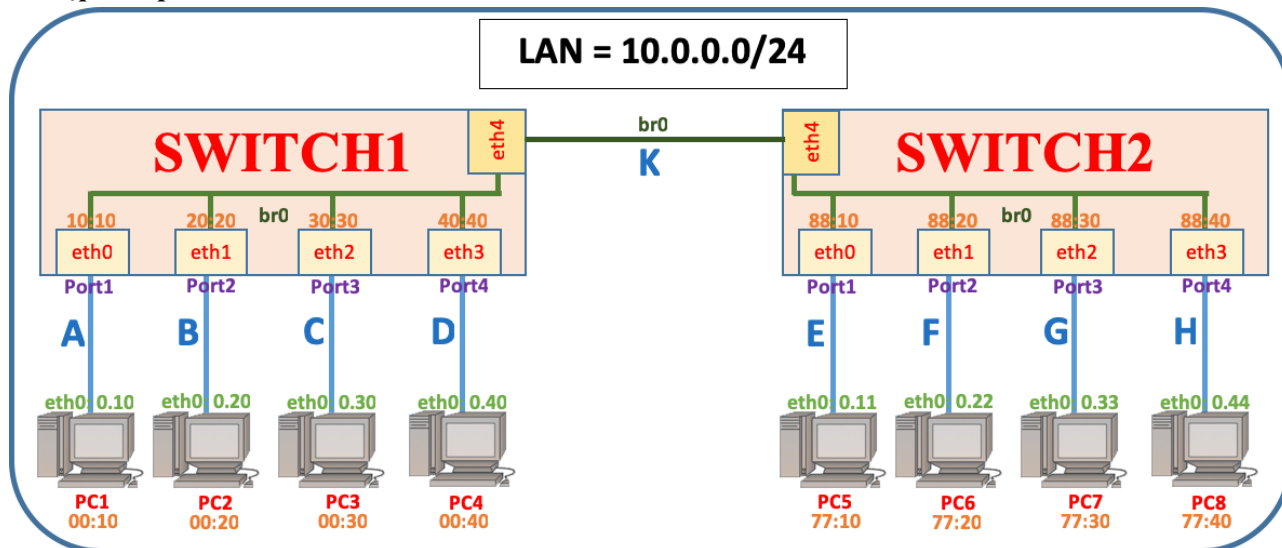 LAN = 10.0.0.0/24
SWITCH1
eth4
br0
K
eth4
SWITCH2
10:10 20:20 br0 30:30 40:40
eth0 eth1 eth2 eth3
Port1 Port2 Port3 Port4
88:10 88:20 88:30 br0 88:40
eth0 eth1 eth2 eth3
Port1 Port2 Port3 Port4
A B C D
E F G H
eth0: 0.10 eth0: 0.20 eth0: 0.30 eth0: 0.40
eth0: 0.11 eth0: 0.22 eth0: 0.33 eth0: 0.44
PC1 PC2 PC3 PC4
00:10 00:20 00:30 00:40
PC5 PC6 PC7 PC8
77:10 77:20 77:30 77:40